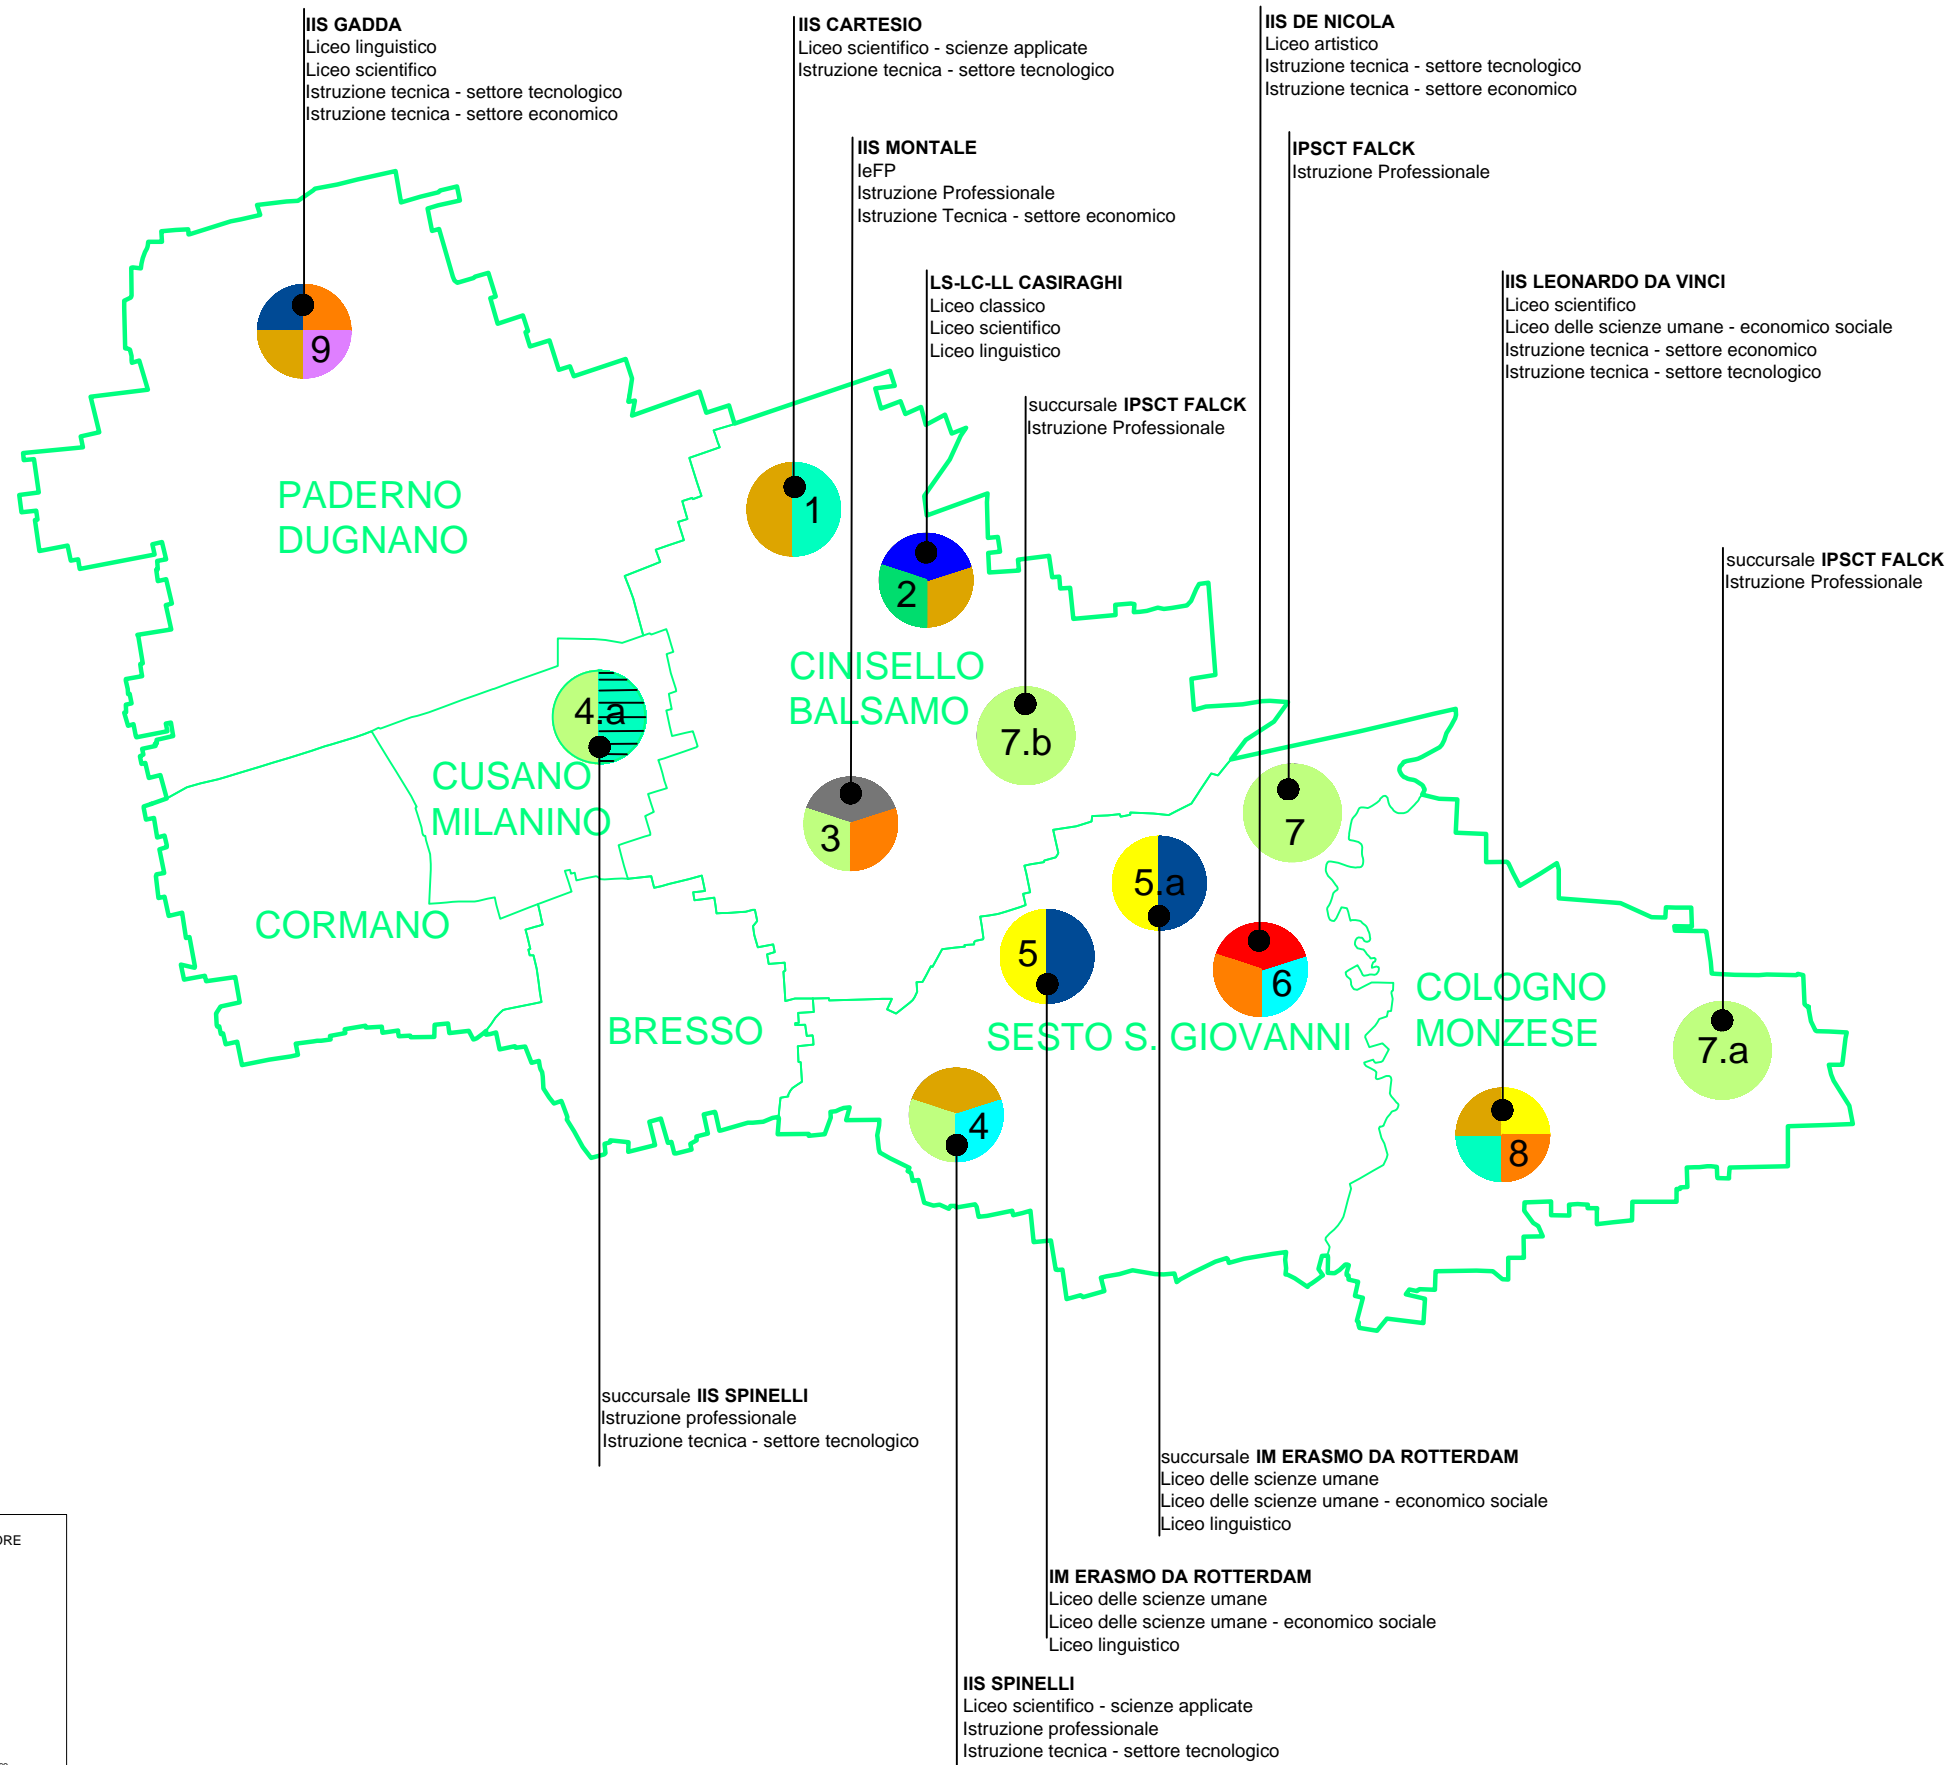 IIS GADDA
Liceo linguistico
Liceo scientifico
Istruzione tecnica - settore tecnologico
Istruzione tecnica - settore economico
IIS CARTESIO
Liceo scientifico - scienze applicate
Istruzione tecnica - settore tecnologico
IIS DE NICOLA
Liceo artistico
Istruzione tecnica - settore tecnologico
Istruzione tecnica - settore economico
IIS MONTALE
IeFP
Istruzione Professionale
Istruzione Tecnica - settore economico
IPSCT FALCK
Istruzione Professionale
LS-LC-LL CASIRAGHI
Liceo classico
Liceo scientifico
Liceo linguistico
IIS LEONARDO DA VINCI
Liceo scientifico
Liceo delle scienze umane - economico sociale
Istruzione tecnica - settore economico
Istruzione tecnica - settore tecnologico
succursale IPSCT FALCK
Istruzione Professionale
succursale IPSCT FALCK
Istruzione Professionale
9
PADERNO
DUGNANO
1
2
CINISELLO
BALSAMO
4.a
7.b
CUSANO
MILANINO
3
7
5.a
CORMANO
5
6
COLOGNO
MONZESE
BRESSO
SESTO S. GIOVANNI
7.a
4
8
succursale IIS SPINELLI
Istruzione professionale
Istruzione tecnica - settore tecnologico
succursale IM ERASMO DA ROTTERDAM
Liceo delle scienze umane
Liceo delle scienze umane - economico sociale
Liceo linguistico
ORE
IM ERASMO DA ROTTERDAM
Liceo delle scienze umane
Liceo delle scienze umane - economico sociale
Liceo linguistico
IIS SPINELLI
Liceo scientifico - scienze applicate
Istruzione professionale
Istruzione tecnica - settore tecnologico